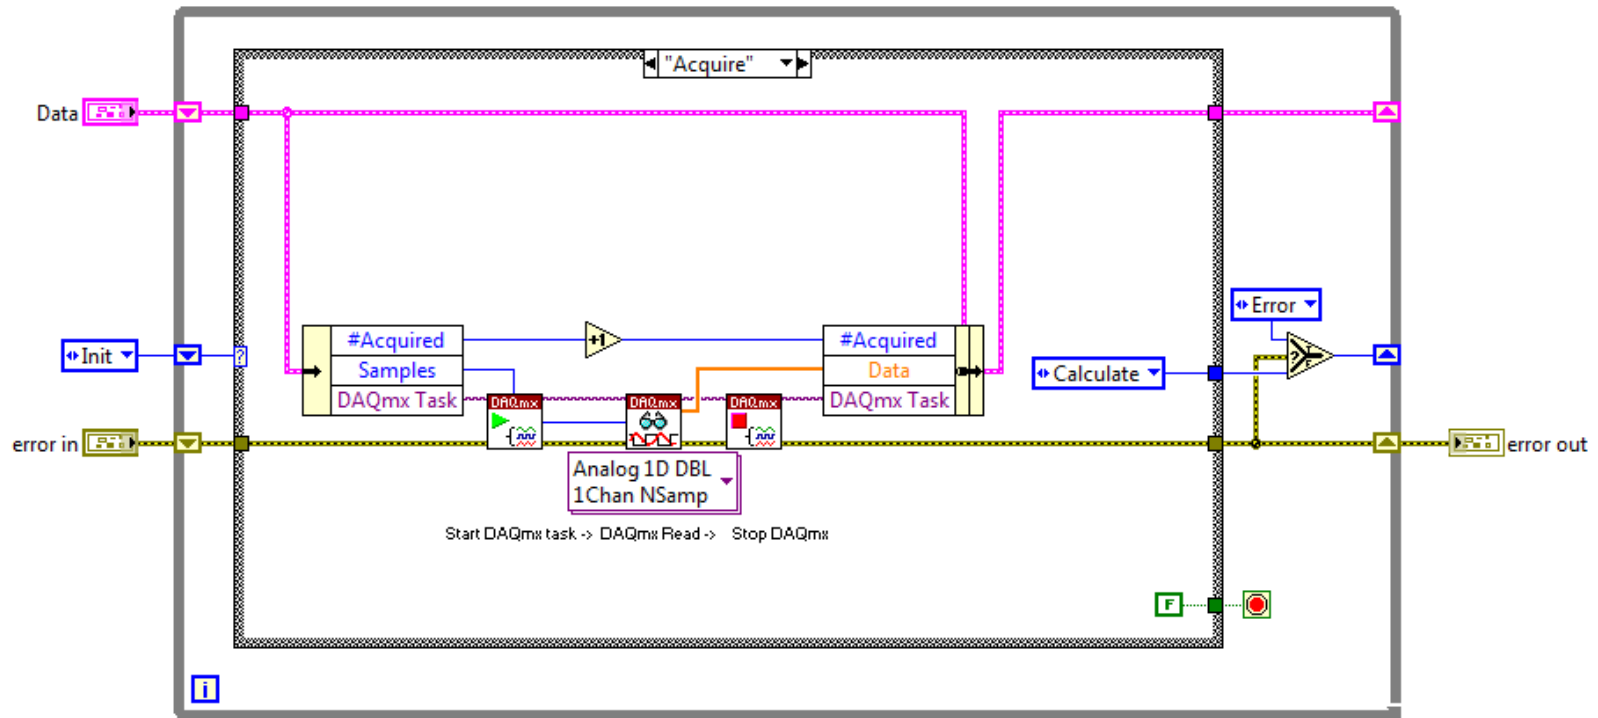 "Acquire"
Data
Error
#Acquired
+1
#Acquired
Init
?
?
T
F
Samples
Data
Calculate
DAQmx Task
DAQmx
DAQmx
DAQmx
DAQmx Task
error in
error out
Analog 1D DBL
1Chan NSamp
Start DAQmx task -> DAQmx Read -> Stop DAQmx
F
i